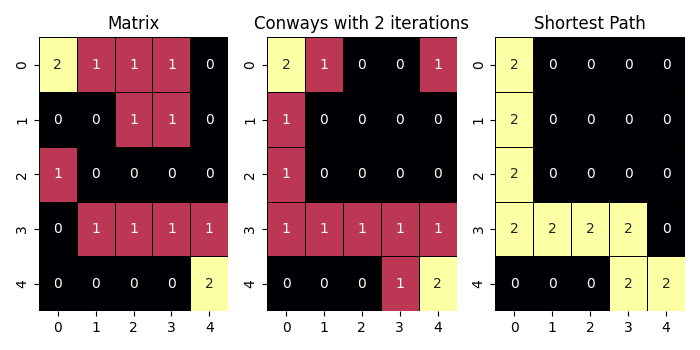 Matrix Conways with 2 iterations Shortest Path
0 2 1 1 1 0 0 2 1 0 0 1 0 2 0 0 0 0
1 0 0 1 1 0 1 1 0 0 0 0 1 2 0 0 0 0
2 1 0 0 0 0 2 1 0 0 0 0 2 2 0 0 0 0
3 0 1 1 1 1 3 1 1 1 1 1 3 2 2 2 2 0
4 0 0 0 0 2 4 0 0 0 1 2 4 0 0 0 2 2
0 1 2 3 4 0 1 2 3 4 0 1 2 3 4